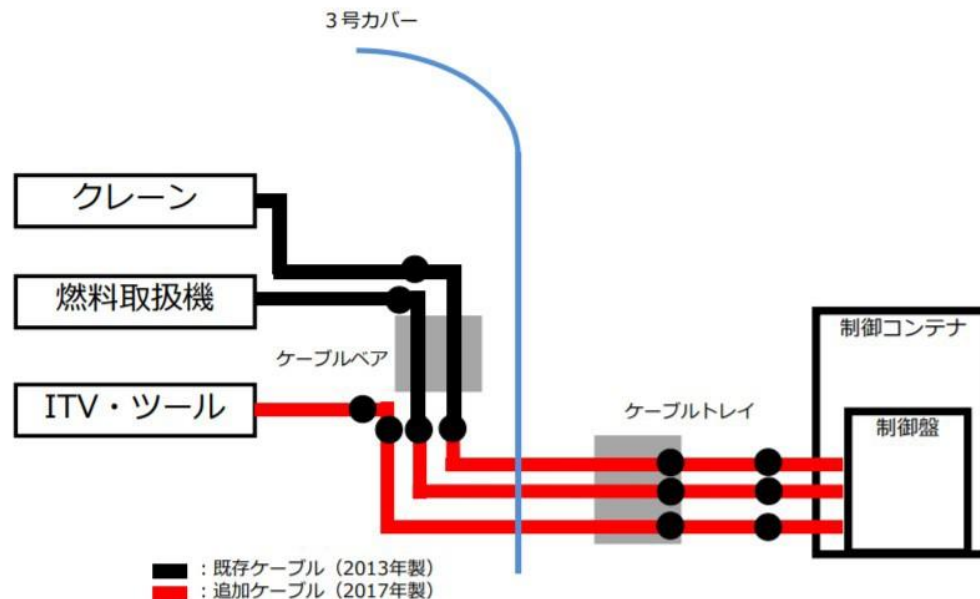 3号カバー
クレーン
燃料取扱機
ケーブルベア
ITV・ツール
ケーブルトレイ
制御コンテナ
制御盤
：既存ケーブル（2013年製）
：追加ケーブル（2017年製）